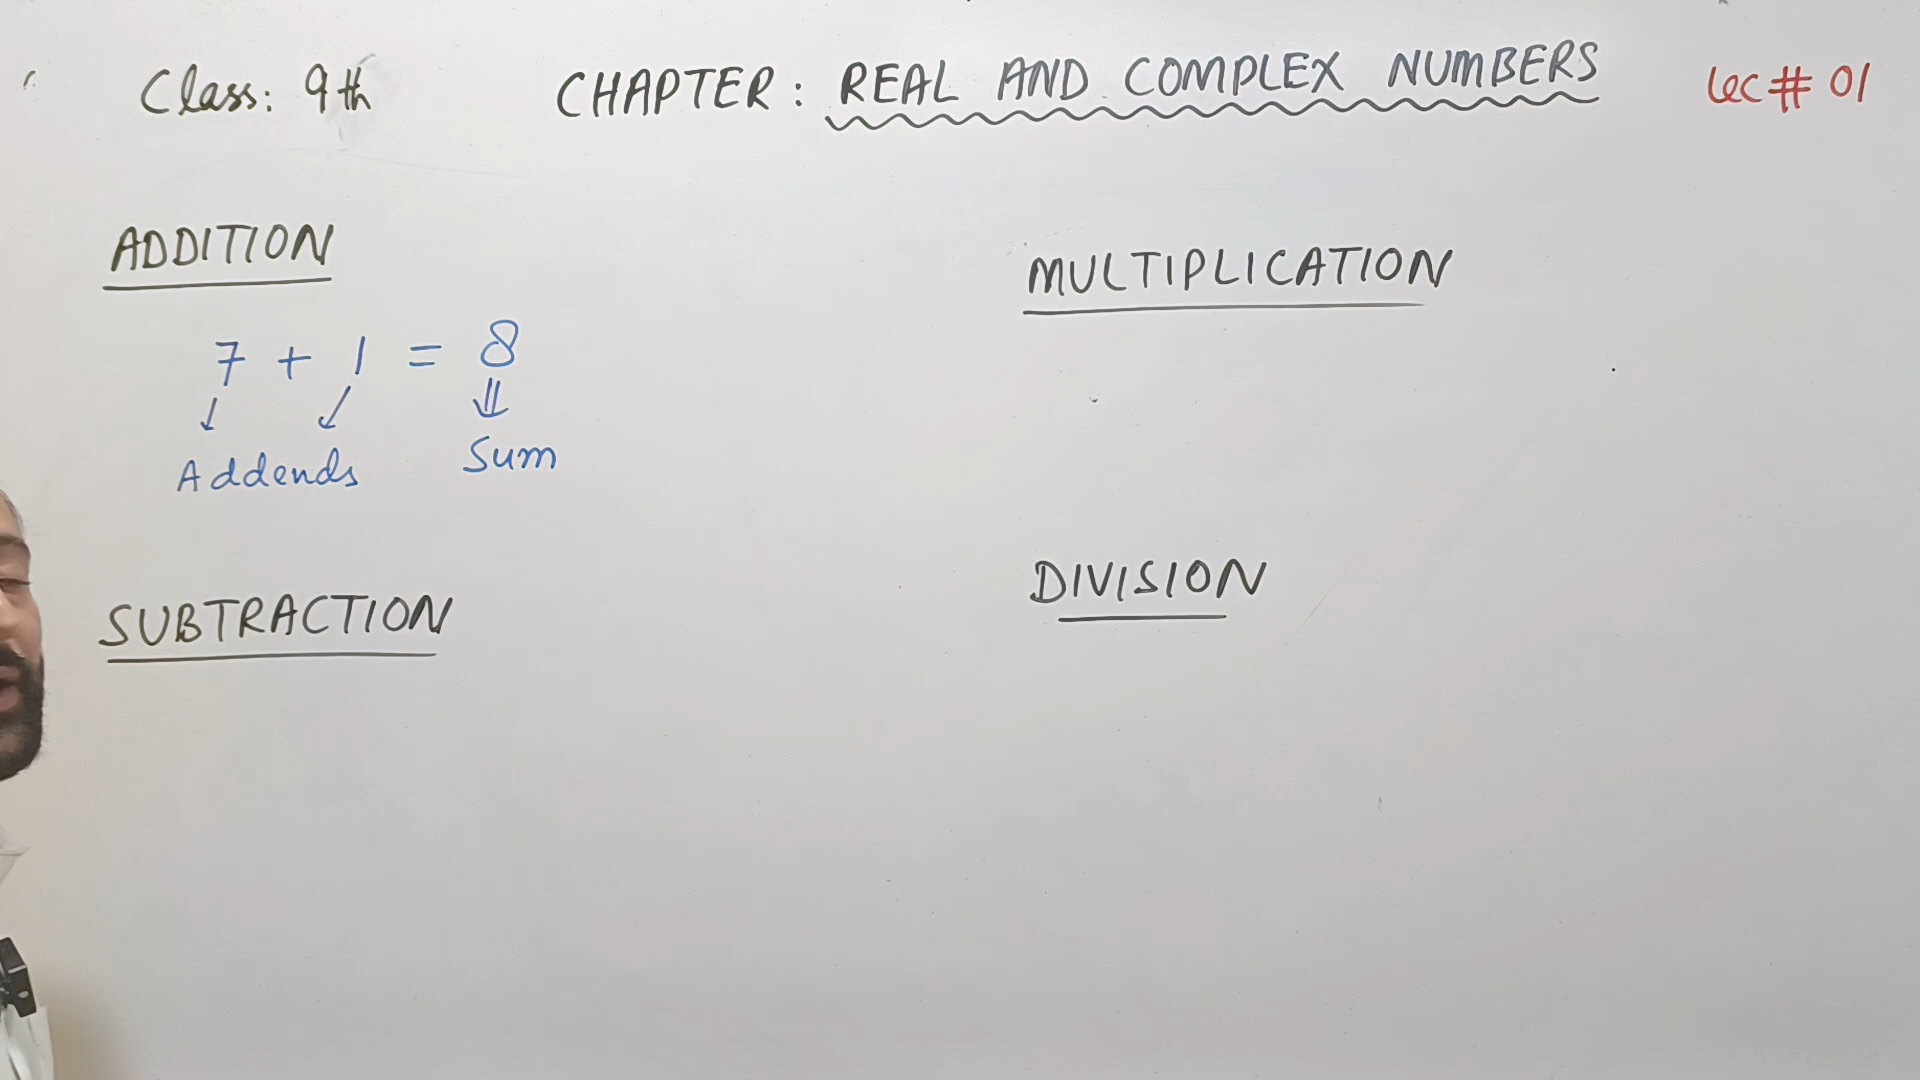 Class: 9th CHAPTER: REAL AND COMPLEX NUMBERS Lec # 01
ADDITION
7 + 1 = 8
Addends Sum
SUBTRACTION
MULTIPLICATION
DIVISION